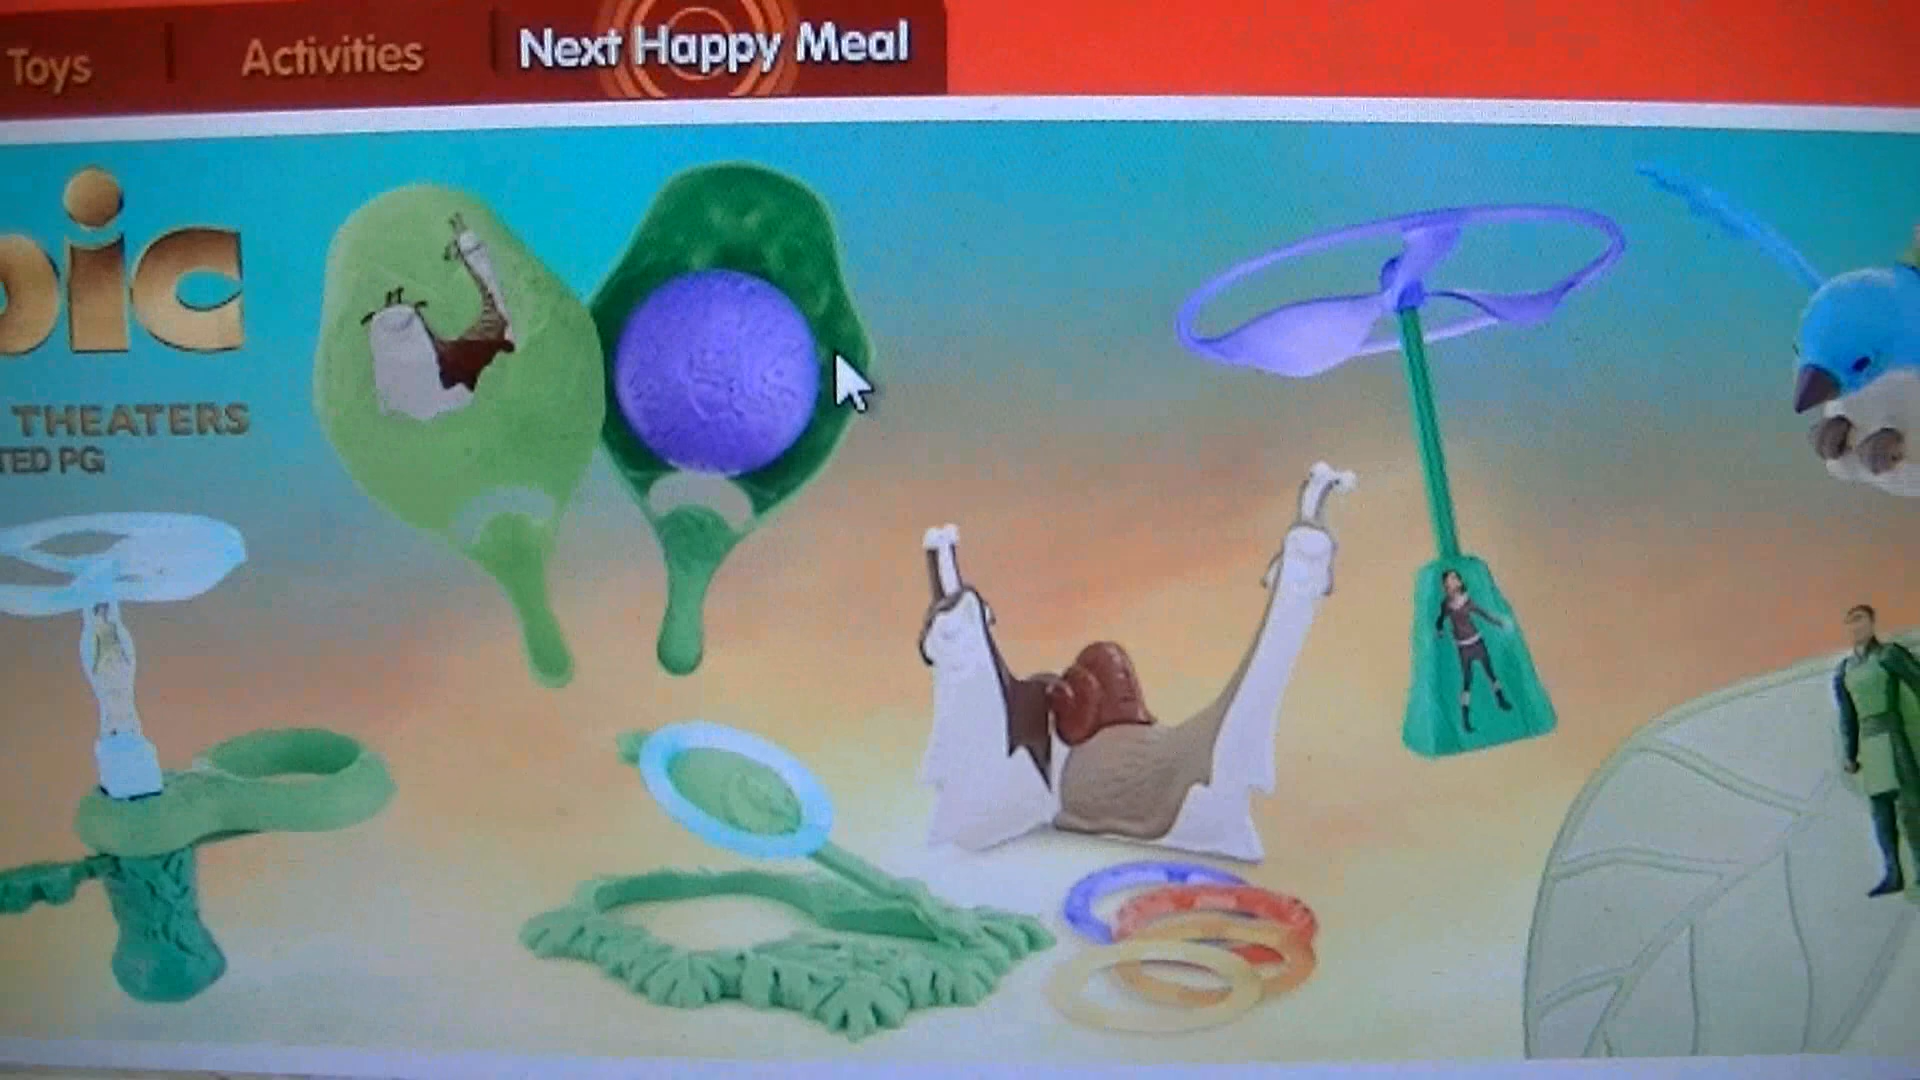 Toys
Activities
Next Happy Meal
pic
THEATERS
TED PG